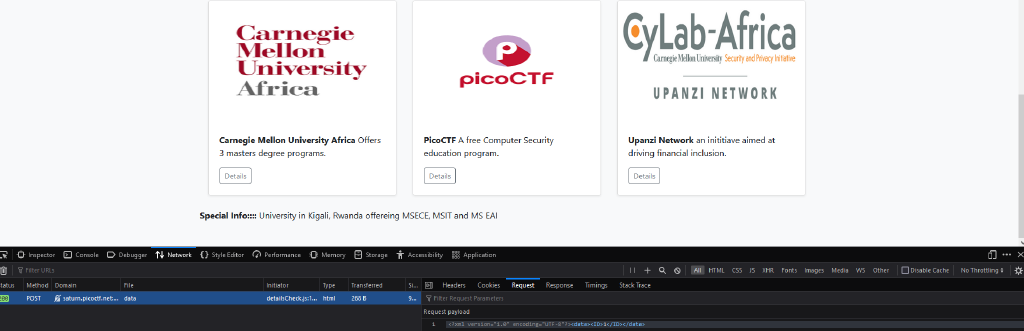 Carnegie
Mellon
University
Africa
picoCTF
CyLab-Africa
Carnegie Mellon University Security and Privacy Initiative
UPANZI NETWORK
Carnegie Mellon University Africa Offers
3 masters degree programs.
Details
PicoCTF A free Computer Security
education program.
Details
Upanzi Network an inititiave aimed at
driving financial inclusion.
Details
Special Info:::: University in Kigali, Rwanda offereing MSECE, MSIT and MS EAI
Inspector Console Debugger Network Style Editor Performance Memory Storage Accessibility Application
Filter URLs
All HTML CSS JS XHR Fonts Images Media WS Other Disable Cache No Throttling
Status Method Domain File Initiator Type Transferred Si...
POST saturn.picoctf.net... data detailsCheck.js:1... html 268 B 9...
Headers Cookies Request Response Timings Stack Trace
Filter Request Parameters
Request payload
1 <?xml version="1.0" encoding="UTF-8"?><data><ID>1</ID></data>